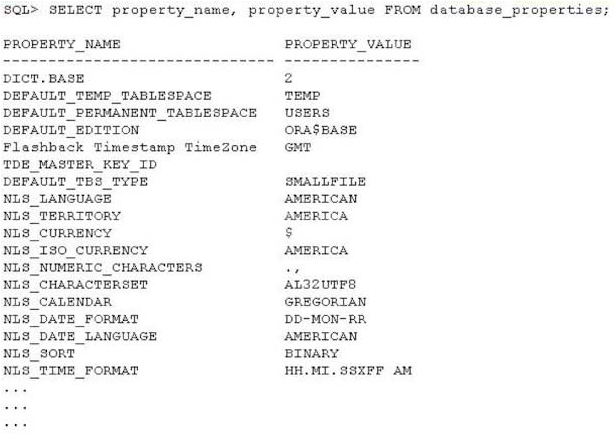 SQL> SELECT property_name, property_value FROM database_properties;
PROPERTY_NAME PROPERTY_VALUE
----------------------------- ---------------
DICT.BASE 2
DEFAULT_TEMP_TABLESPACE TEMP
DEFAULT_PERMANENT_TABLESPACE USERS
DEFAULT_EDITION ORA$BASE
Flashback Timestamp TimeZone GMT
TDE_MASTER_KEY_ID
DEFAULT_TBS_TYPE SMALLFILE
NLS_LANGUAGE AMERICAN
NLS_TERRITORY AMERICA
NLS_CURRENCY $
NLS_ISO_CURRENCY AMERICA
NLS_NUMERIC_CHARACTERS .,
NLS_CHARACTERSET AL32UTF8
NLS_CALENDAR GREGORIAN
NLS_DATE_FORMAT DD-MON-RR
NLS_DATE_LANGUAGE AMERICAN
NLS_SORT BINARY
NLS_TIME_FORMAT HH.MI.SSXFF AM
...
...
...